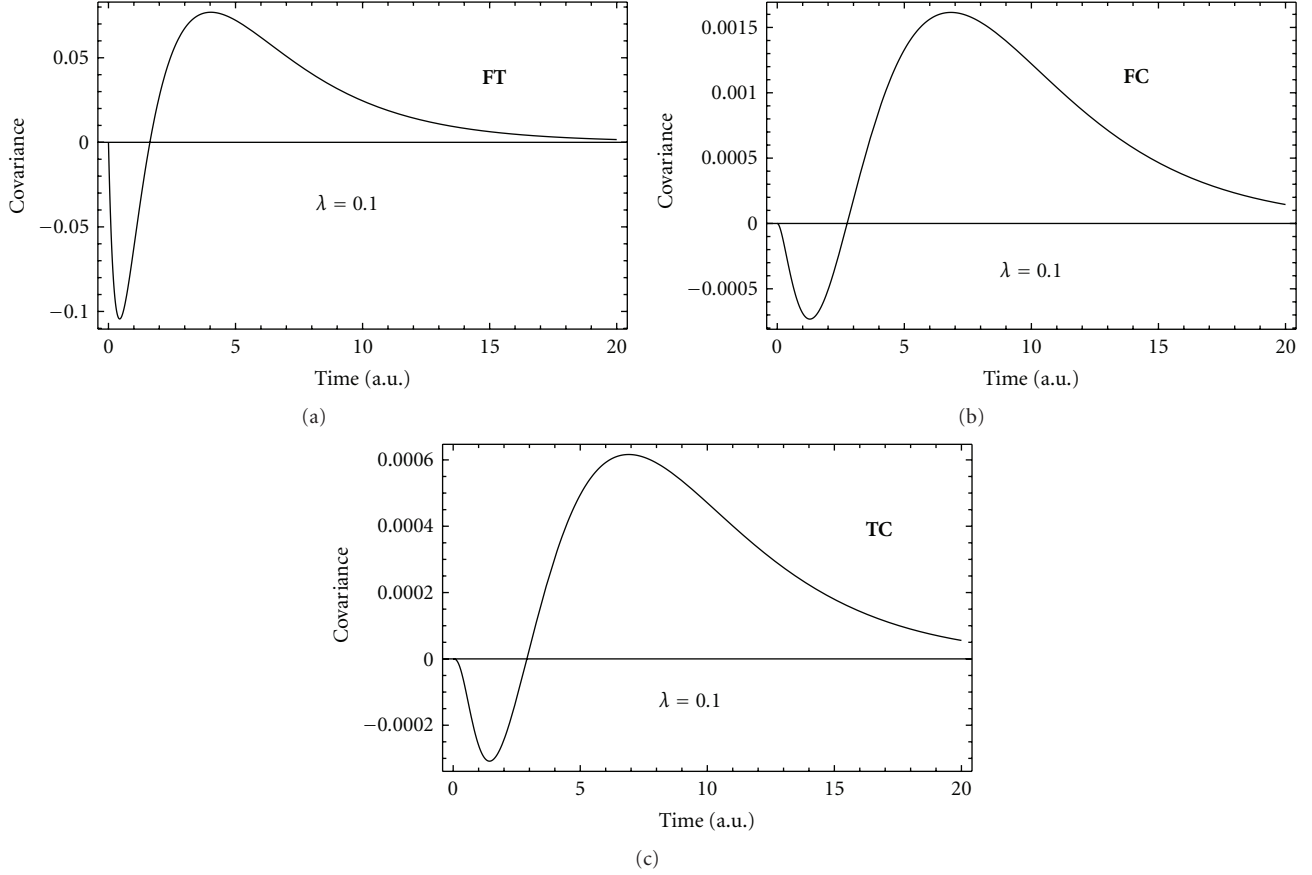 0.05
0
−0.05
−0.1
Covariance
FT
λ = 0.1
0 5 10 15 20
Time (a.u.)
(a)
0.0015
0.001
0.0005
0
−0.0005
Covariance
FC
λ = 0.1
0 5 10 15 20
Time (a.u.)
(b)
0.0006
0.0004
0.0002
0
−0.0002
Covariance
TC
λ = 0.1
0 5 10 15 20
Time (a.u.)
(c)